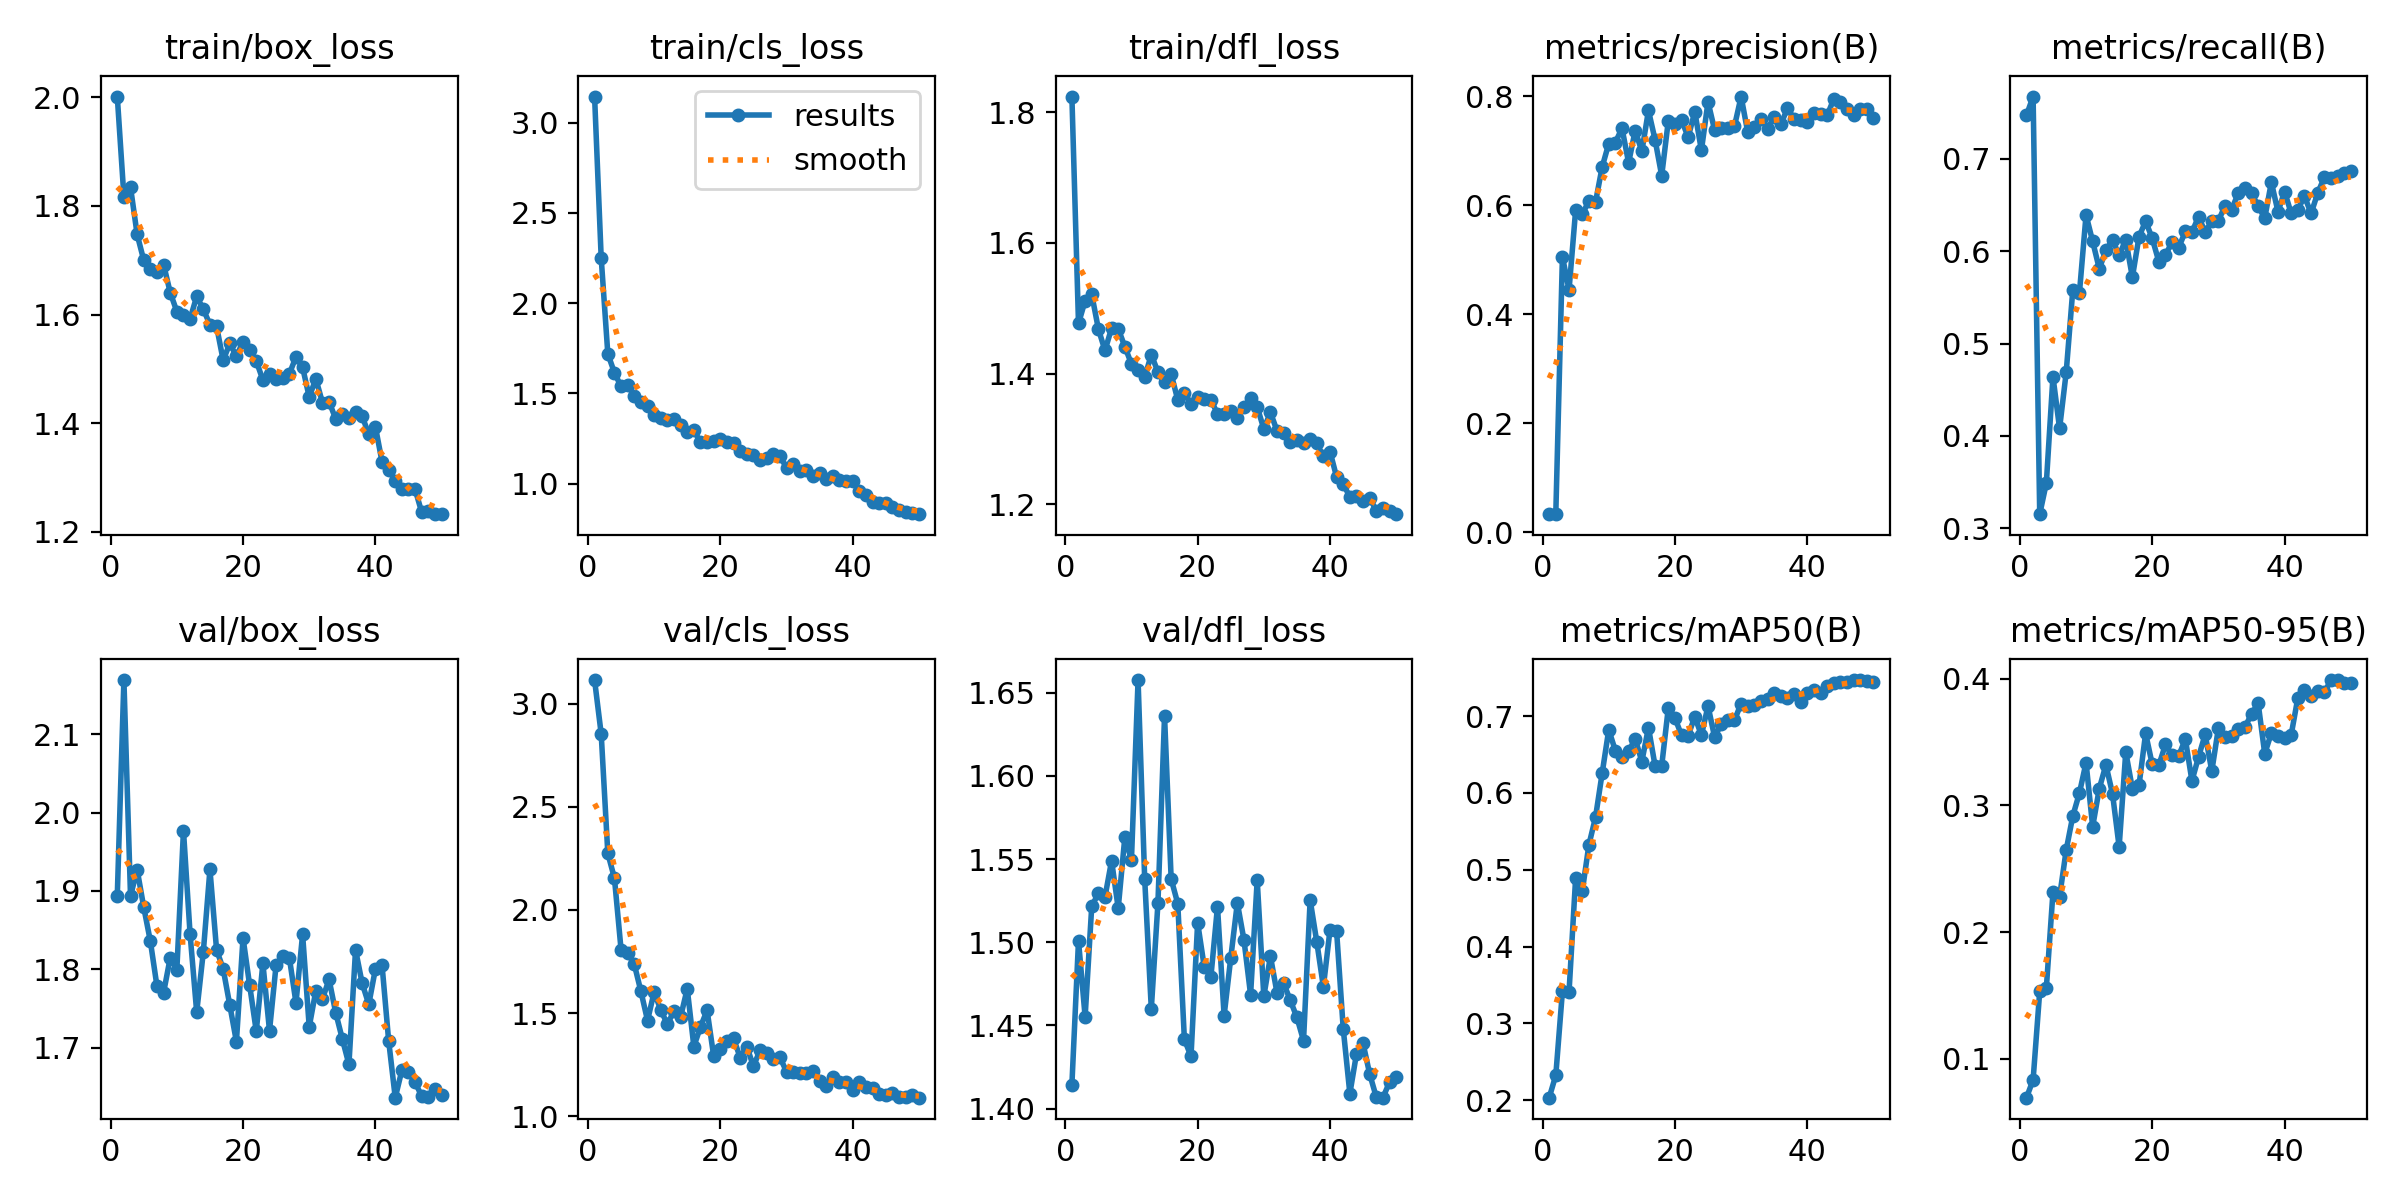 train/box_loss
2.0
1.8
1.6
1.4
1.2
0 20 40
train/cls_loss
results
smooth
3.0
2.5
2.0
1.5
1.0
0 20 40
train/dfl_loss
1.8
1.6
1.4
1.2
0 20 40
metrics/precision(B)
0.8
0.6
0.4
0.2
0.0
0 20 40
metrics/recall(B)
0.7
0.6
0.5
0.4
0.3
0 20 40
val/box_loss
2.1
2.0
1.9
1.8
1.7
0 20 40
val/cls_loss
3.0
2.5
2.0
1.5
1.0
0 20 40
val/dfl_loss
1.65
1.60
1.55
1.50
1.45
1.40
0 20 40
metrics/mAP50(B)
0.7
0.6
0.5
0.4
0.3
0.2
0 20 40
metrics/mAP50-95(B)
0.4
0.3
0.2
0.1
0 20 40